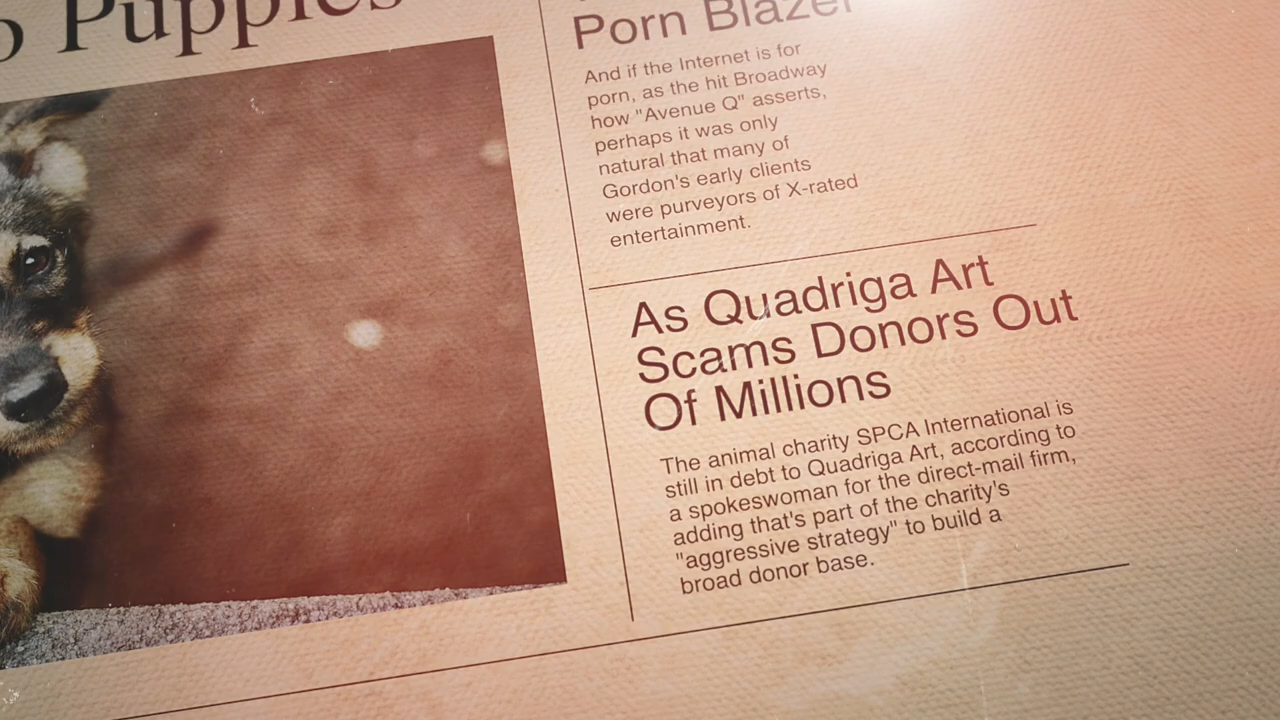 Puppies
Porn Blazer
And if the Internet is for
porn, as the hit Broadway
how "Avenue Q" asserts,
perhaps it was only
natural that many of
Gordon's early clients
were purveyors of X-rated
entertainment.
As Quadriga Art
Scams Donors Out
Of Millions
The animal charity SPCA International is
still in debt to Quadriga Art, according to
a spokeswoman for the direct-mail firm,
adding that's part of the charity's
"aggressive strategy" to build a
broad donor base.